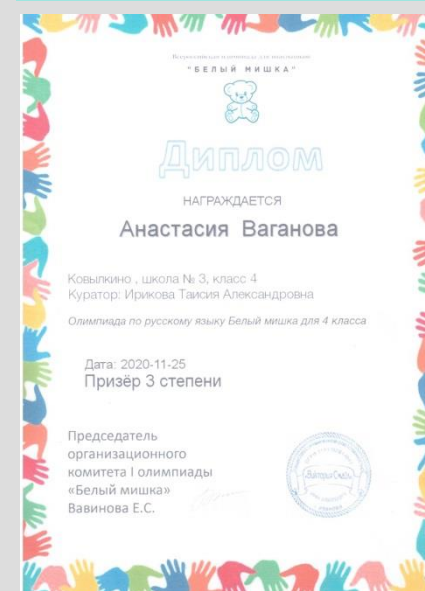 "БЕЛЫЙ МИШКА"
Диплом
НАГРАЖДАЕТСЯ
Анастасия Ваганова
Ковылкино , школа № 3, класс 4
Куратор: Ирикова Таисия Александровна
Олимпиада по русскому языку Белый мишка для 4 класса
Дата: 2020-11-25
Призёр 3 степени
Председатель
организационного
комитета I олимпиады
«Белый мишка»
Вавинова Е.С.